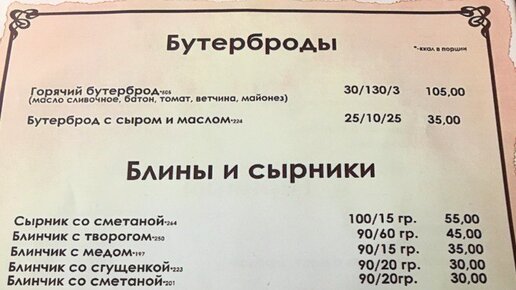 Бутерброды
*-ккал в порции
Горячий бутерброд*505 30/130/3 105,00
(масло сливочное, батон, томат, ветчина, майонез)
Бутерброд с сыром и маслом*224 25/10/25 35,00
Блины и сырники
Сырник со сметаной*264 100/15 гр. 55,00
Блинчик с творогом*250 90/60 гр. 45,00
Блинчик с медом*197 90/15 гр. 35,00
Блинчик со сгущенкой*223 90/20 гр. 30,00
Блинчик со сметаной*201 90/20гр. 30,00